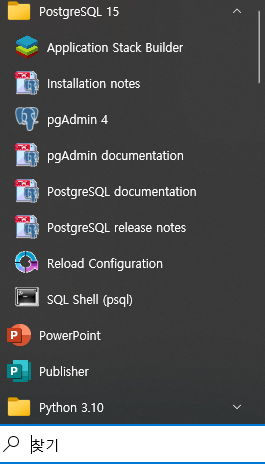 PostgreSQL 15
Application Stack Builder
Installation notes
pgAdmin 4
pgAdmin documentation
PostgreSQL documentation
PostgreSQL release notes
Reload Configuration
SQL Shell (psql)
PowerPoint
Publisher
Python 3.10
찾기